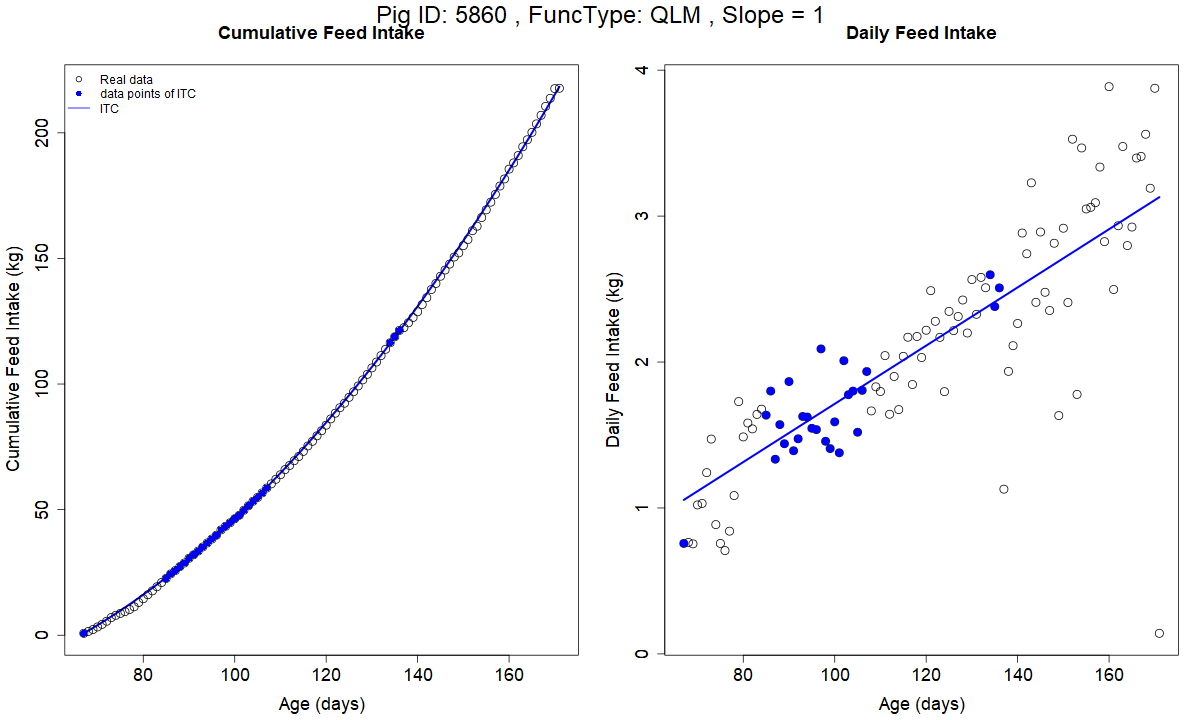 Pig ID: 5860 , FuncType: QLM , Slope = 1
Cumulative Feed Intake
Daily Feed Intake
Real data
data points of ITC
ITC
Cumulative Feed Intake (kg)
0
50
100
150
200
80
100
120
140
160
Age (days)
Daily Feed Intake (kg)
0
1
2
3
4
80
100
120
140
160
Age (days)